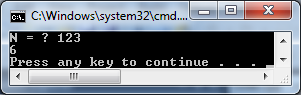 C:\Windows\system32\cmd....
N = ? 123
6
Press any key to continue . . .